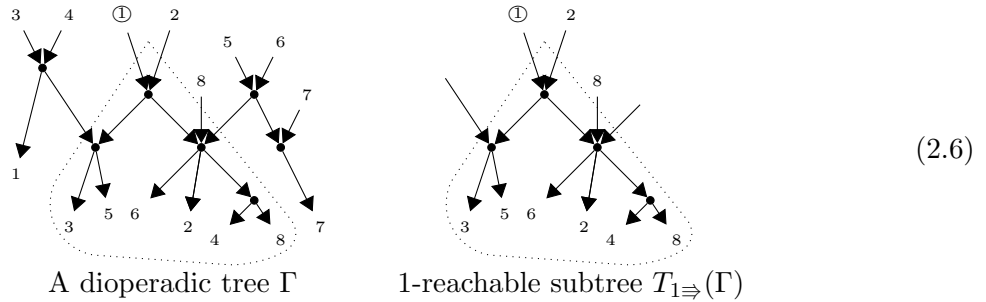 3 4 ① 2 ① 2
5 6
8 7 8
(2.6)
1
3 5 6 2 4 8 7 3 5 6 2 4 8
A dioperadic tree Γ 1-reachable subtree T₁⇛(Γ)